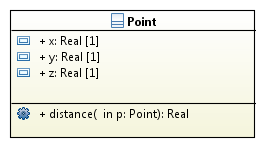 Point
+ x: Real [1]
+ y: Real [1]
+ z: Real [1]
+ distance( in p: Point): Real